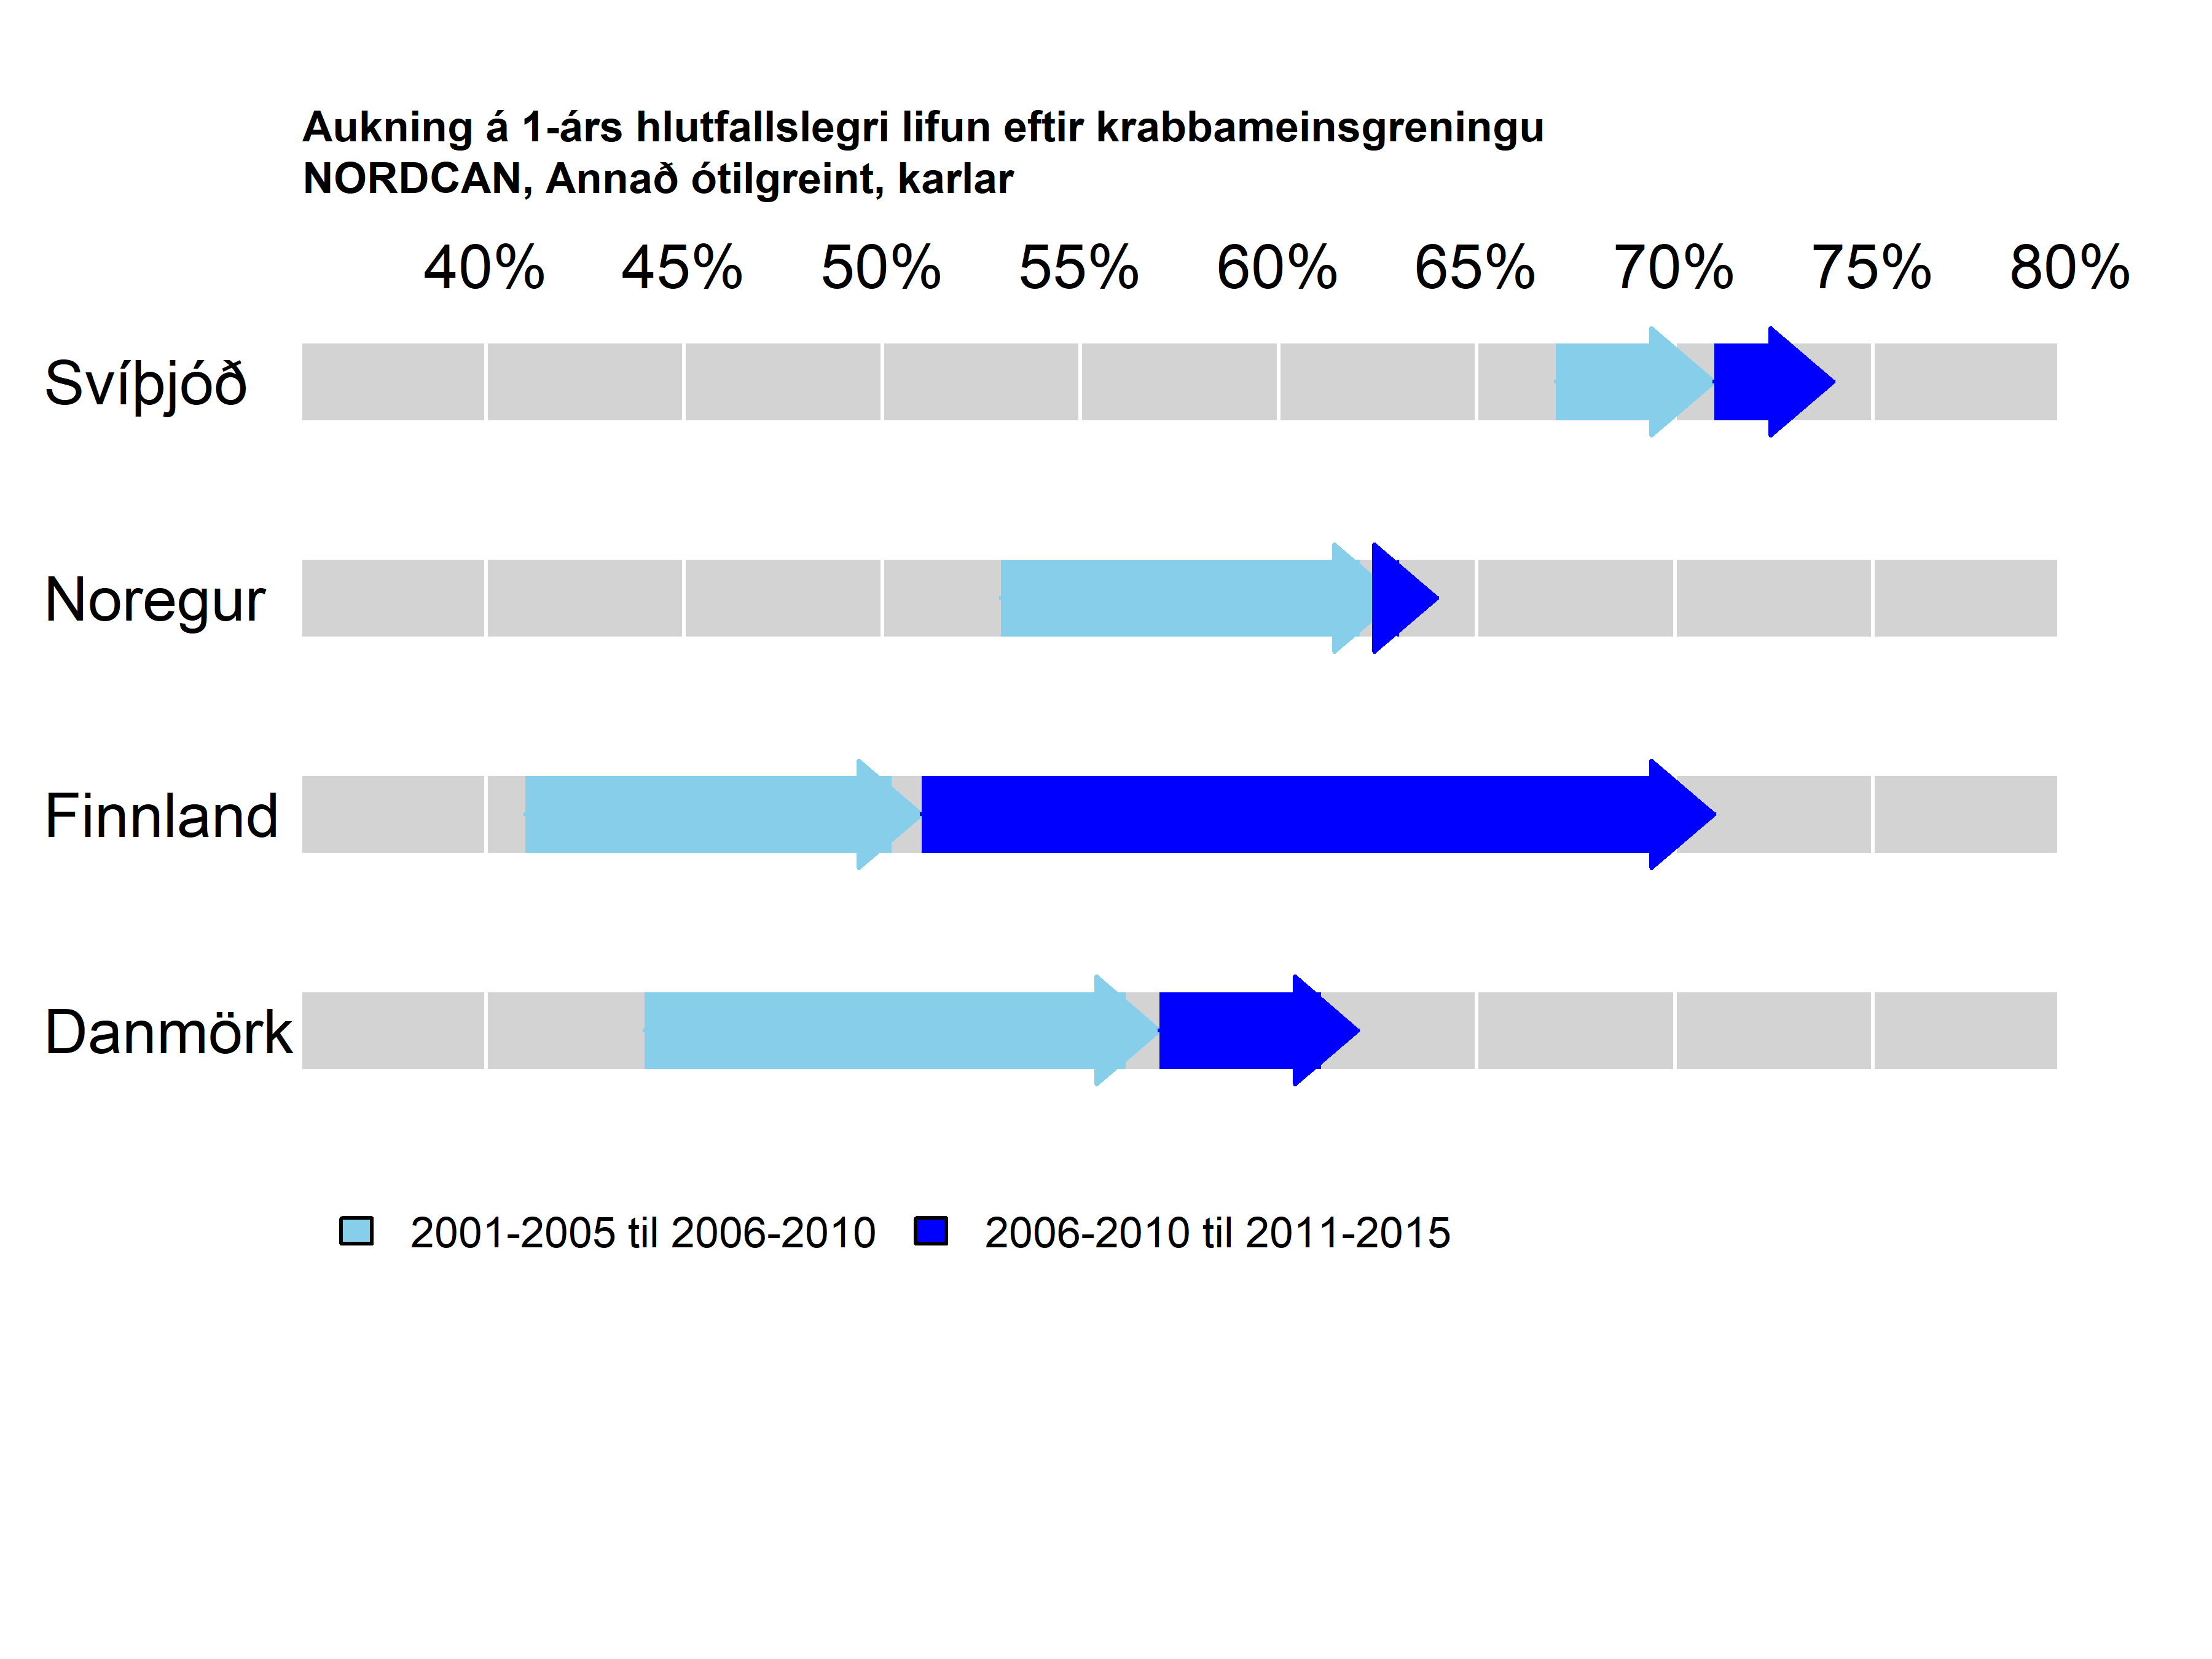 Aukning á 1-árs hlutfallslegri lifun eftir krabbameinsgreningu
NORDCAN, Annað ótilgreint, karlar
40% 45% 50% 55% 60% 65% 70% 75% 80%
Svíþjóð
Noregur
Finnland
Danmörk
2001-2005 til 2006-2010 2006-2010 til 2011-2015